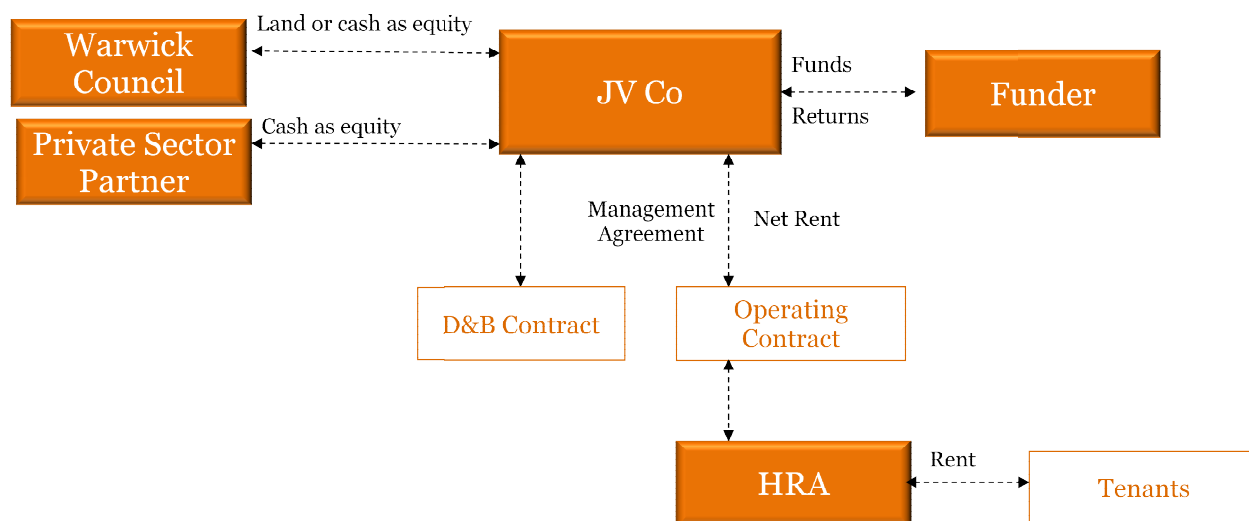 Warwick
Council
Land or cash as equity
JV Co
Funds
Returns
Funder
Private Sector
Partner
Cash as equity
Management
Agreement
Net Rent
D&B Contract
Operating
Contract
HRA
Rent
Tenants